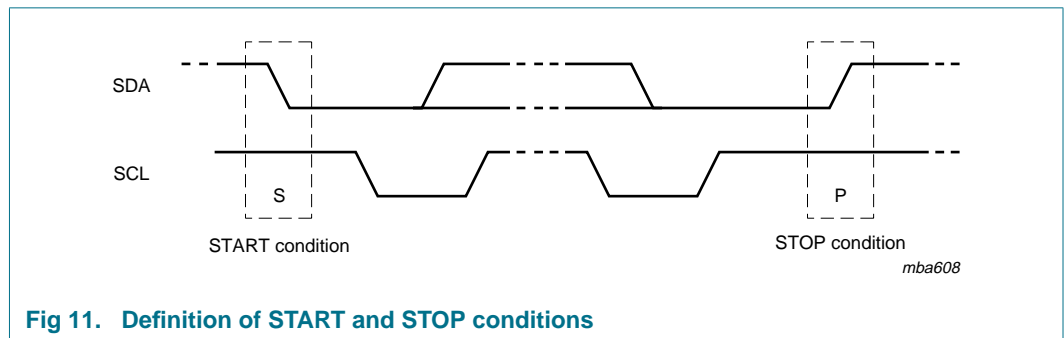 SDA
SCL
S
P
START condition
STOP condition
mba608
Fig 11. Definition of START and STOP conditions